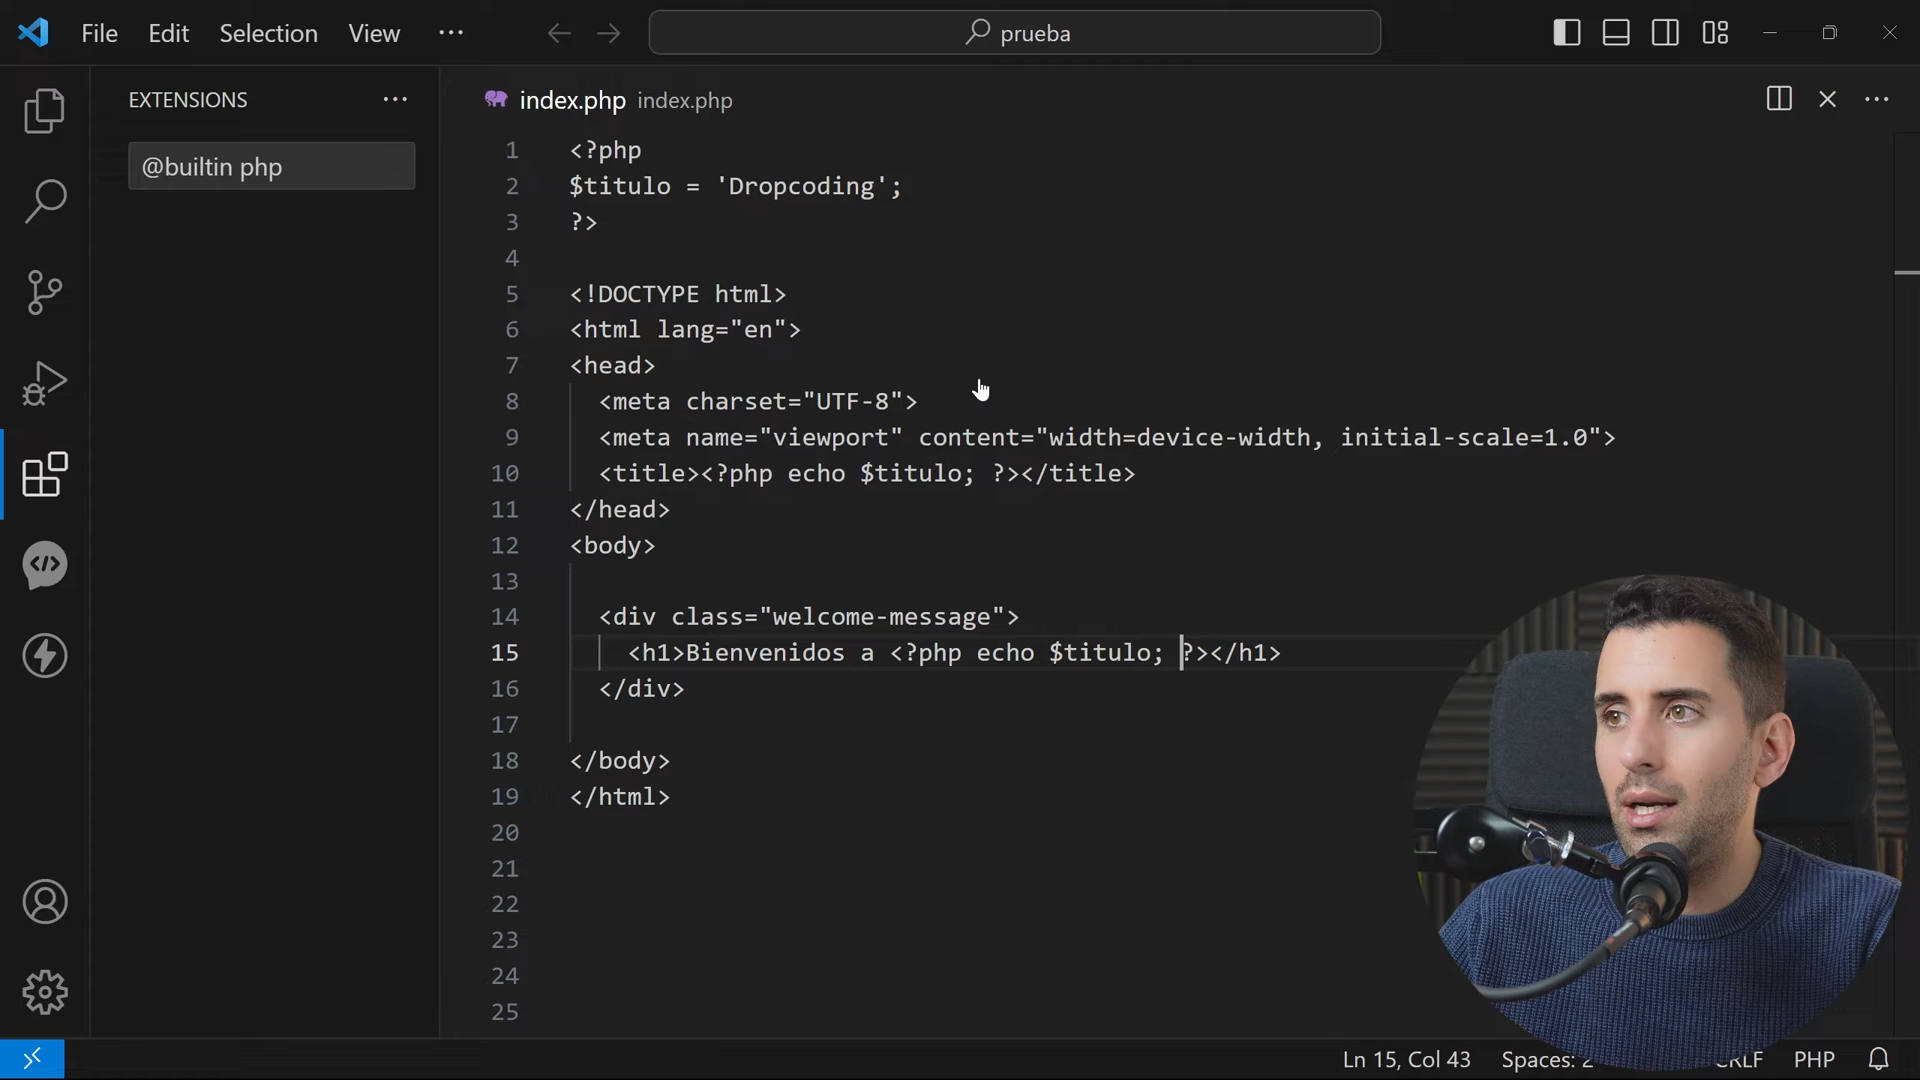 File Edit Selection View ···
prueba
EXTENSIONS ···
@builtin php
index.php index.php
1 <?php
2 $titulo = 'Dropcoding';
3 ?>
4
5 <!DOCTYPE html>
6 <html lang="en">
7 <head>
8 <meta charset="UTF-8">
9 <meta name="viewport" content="width=device-width, initial-scale=1.0">
10 <title><?php echo $titulo; ?></title>
11 </head>
12 <body>
13
14 <div class="welcome-message">
15 <h1>Bienvenidos a <?php echo $titulo; ?></h1>
16 </div>
17
18 </body>
19 </html>
20
21
22
23
24
25
Ln 15, Col 43 Spaces: 2 CRLF PHP